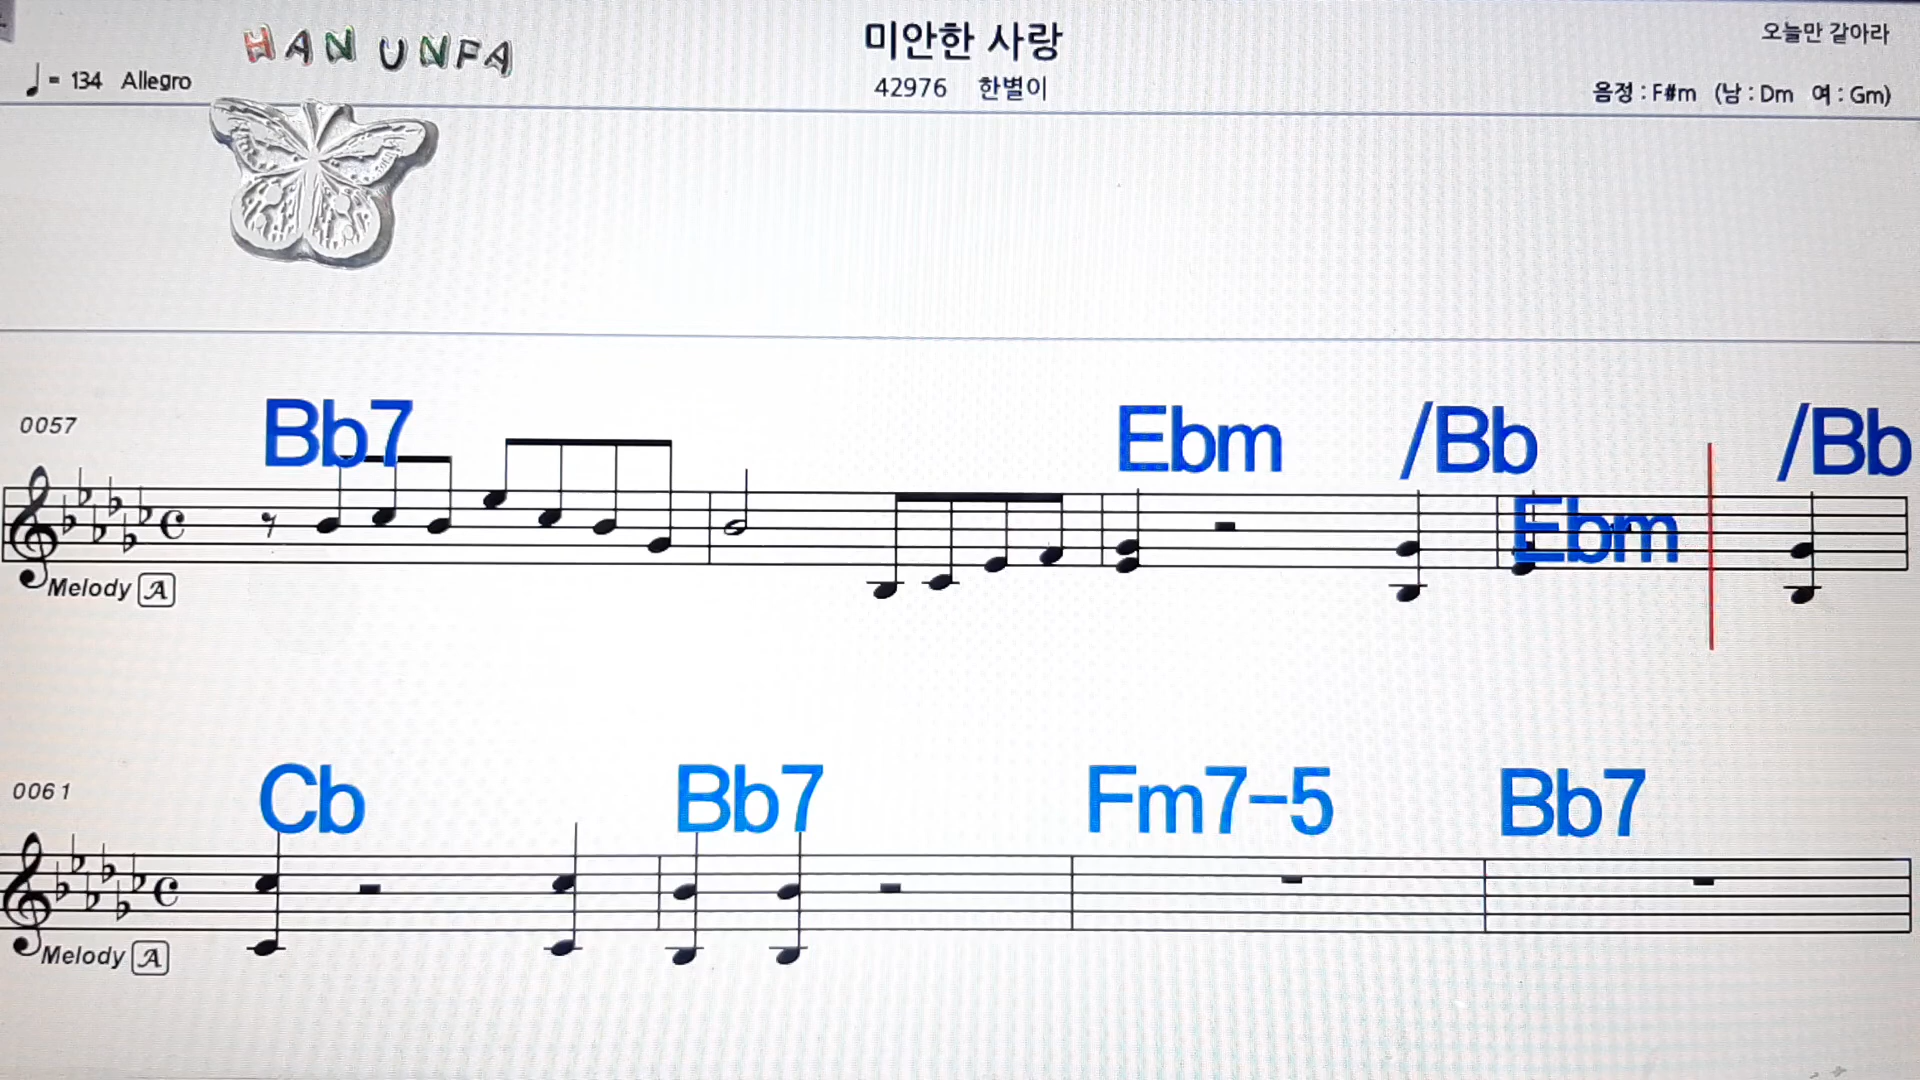 HAN UNFA
미안한 사랑
오늘만 같아라
♩= 134 Allegro
42976 한별이
음정 : F#m (남 : Dm 여 : Gm)
0057
Bb7 Ebm /Bb Ebm /Bb
Melody A
0061
Cb Bb7 Fm7-5 Bb7
Melody A